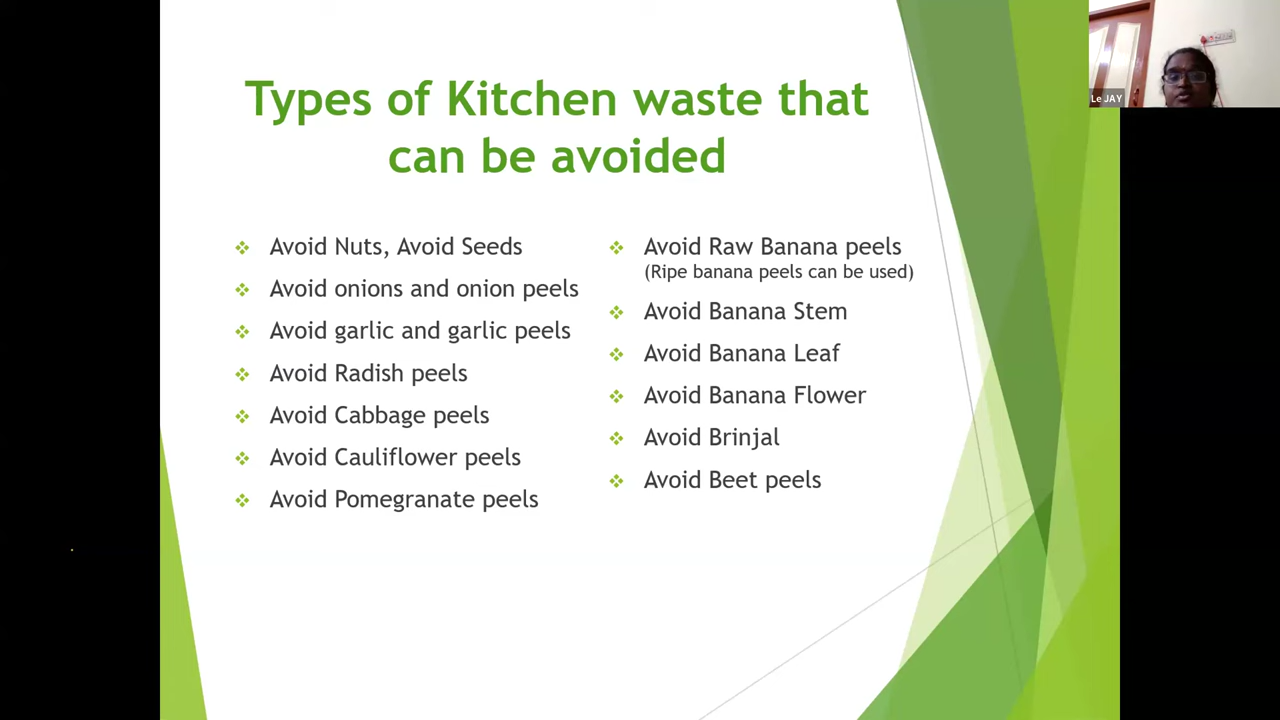 Types of Kitchen waste that
can be avoided
Avoid Nuts, Avoid Seeds
Avoid onions and onion peels
Avoid garlic and garlic peels
Avoid Radish peels
Avoid Cabbage peels
Avoid Cauliflower peels
Avoid Pomegranate peels
Avoid Raw Banana peels
(Ripe banana peels can be used)
Avoid Banana Stem
Avoid Banana Leaf
Avoid Banana Flower
Avoid Brinjal
Avoid Beet peels
Le JAY